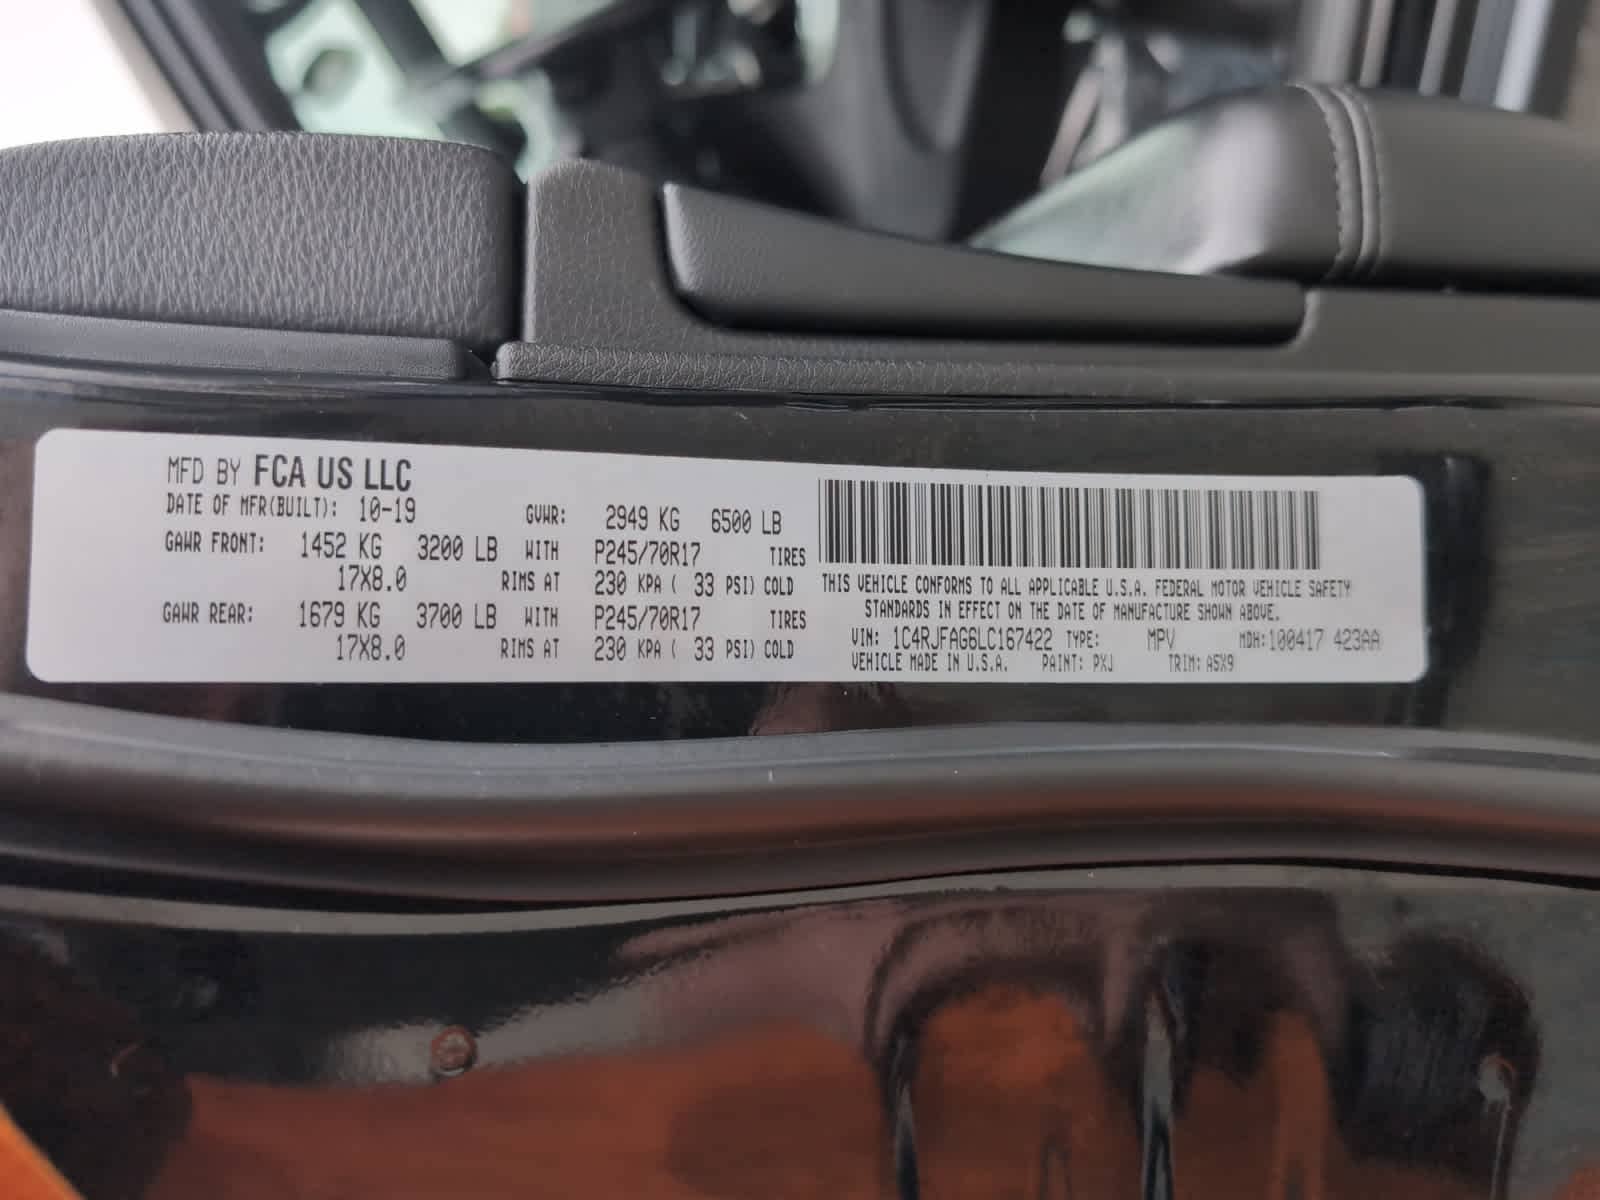 MFD BY FCA US LLC
DATE OF MFR(BUILT): 10-19 GVWR: 2949 KG 6500 LB
GAWR FRONT: 1452 KG 3200 LB WITH P245/70R17 TIRES
17X8.0 RIMS AT 230 KPA ( 33 PSI) COLD
GAWR REAR: 1679 KG 3700 LB WITH P245/70R17 TIRES
17X8.0 RIMS AT 230 KPA ( 33 PSI) COLD
THIS VEHICLE CONFORMS TO ALL APPLICABLE U.S.A. FEDERAL MOTOR VEHICLE SAFETY
STANDARDS IN EFFECT ON THE DATE OF MANUFACTURE SHOWN ABOVE.
VIN: 1C4RJFAG6LC167422 TYPE: MPV MDH:100417 423AA
VEHICLE MADE IN U.S.A. PAINT: PXJ TRIM: A5X9